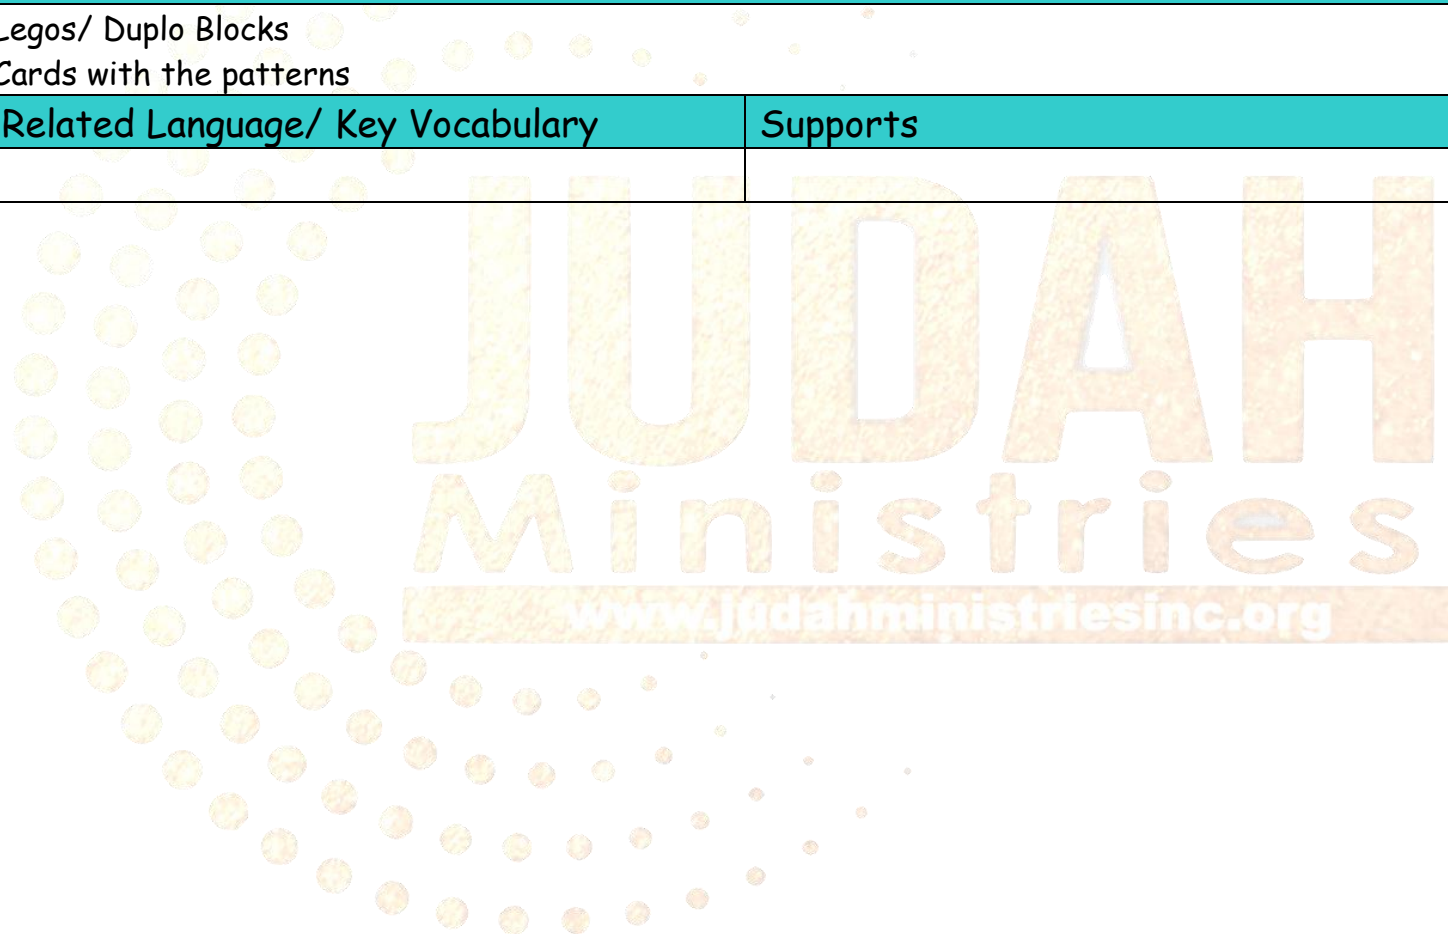 Legos/ Duplo Blocks
Cards with the patterns
Related Language/ Key Vocabulary
Supports
JUDAH
Ministries
www.judahministriesinc.org